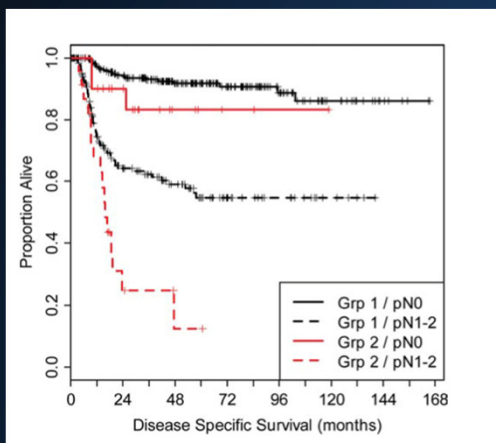 1.0
0.8
0.6
0.4
0.2
0.0
Proportion Alive
Grp 1 / pN0
Grp 1 / pN1-2
Grp 2 / pN0
Grp 2 / pN1-2
0 24 48 72 96 120 144 168
Disease Specific Survival (months)